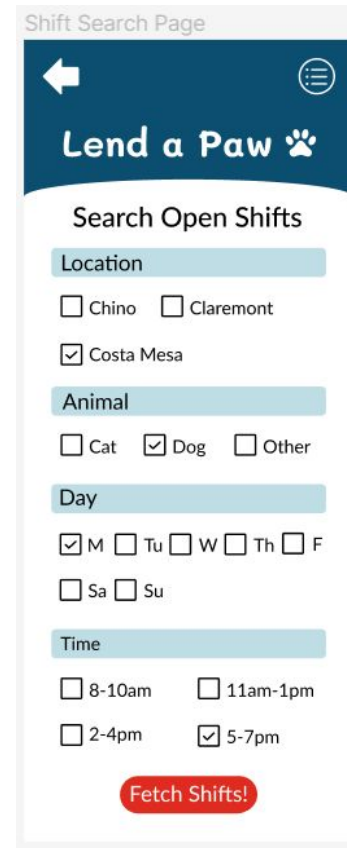 Shift Search Page
Lend a Paw
Search Open Shifts
Location
Chino Claremont
Costa Mesa
Animal
Cat Dog Other
Day
M Tu W Th F
Sa Su
Time
8-10am 11am-1pm
2-4pm 5-7pm
Fetch Shifts!